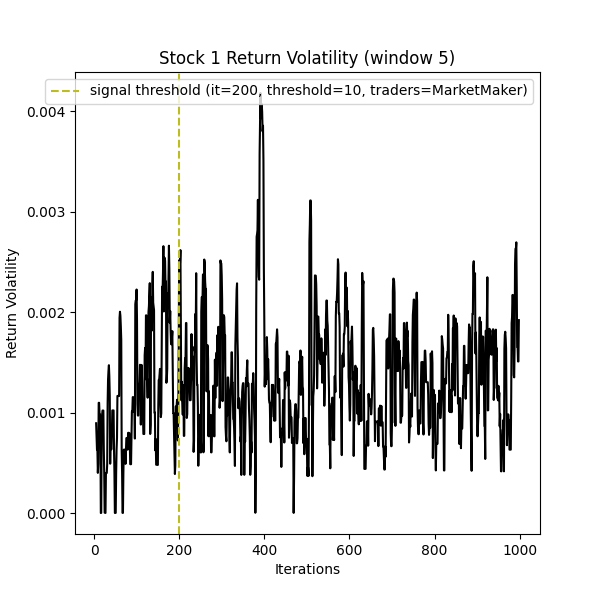 Stock 1 Return Volatility (window 5)
signal threshold (it=200, threshold=10, traders=MarketMaker)
0.004
0.003
0.002
0.001
0.000
Return Volatility
0 200 400 600 800 1000
Iterations